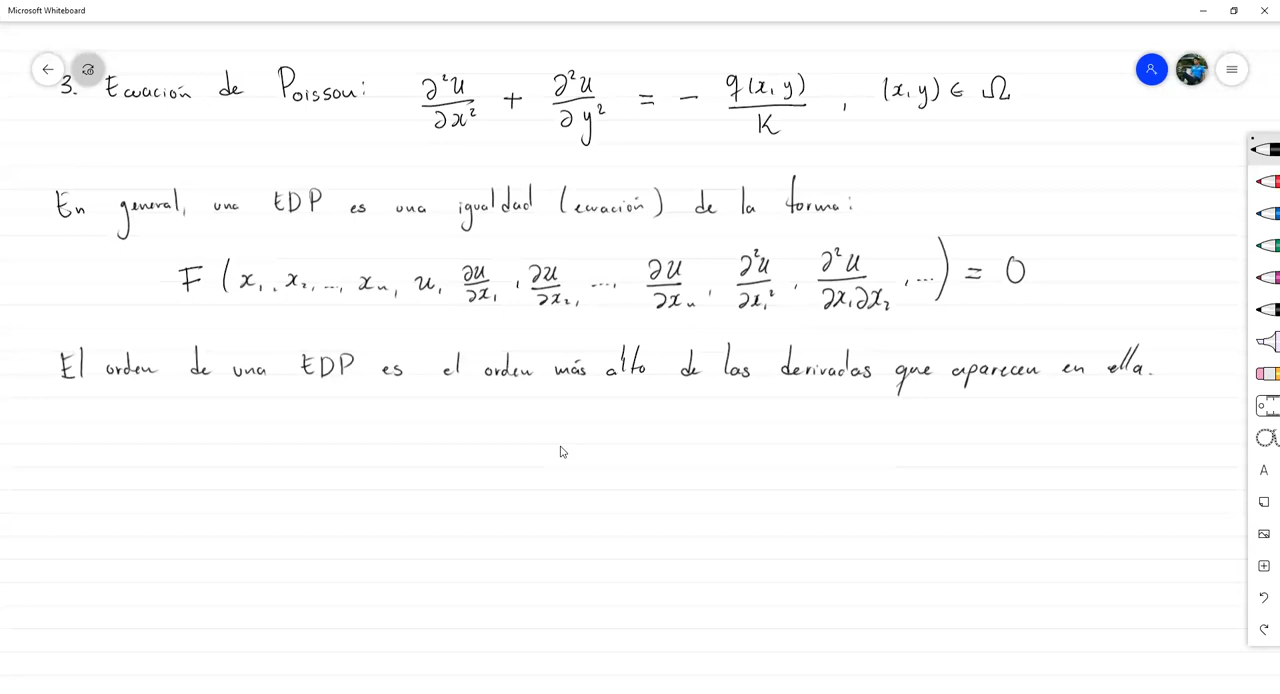 Microsoft Whiteboard
3. Ecuación de Poisson: ∂²u/∂x² + ∂²u/∂y² = - q(x,y)/K , (x,y) ∈ Ω
En general, una EDP es una igualdad (ecuación) de la forma:
F(x₁, x₂, ..., xₙ, u, ∂u/∂x₁, ∂u/∂x₂, ..., ∂u/∂xₙ, ∂²u/∂x₁², ∂²u/∂x₁∂x₂, ...) = 0
El orden de una EDP es el orden más alto de las derivadas que aparecen en ella.
A